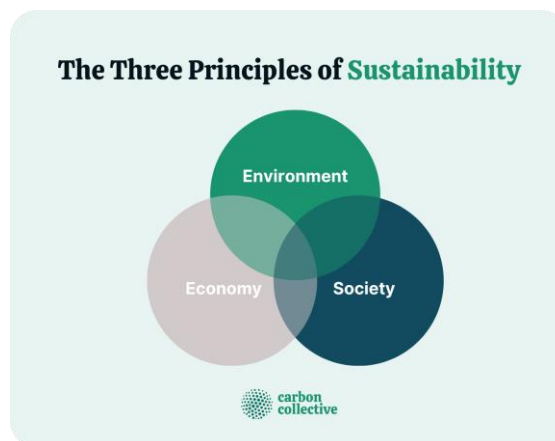 The Three Principles of Sustainability
Environment
Economy
Society
carbon
collective